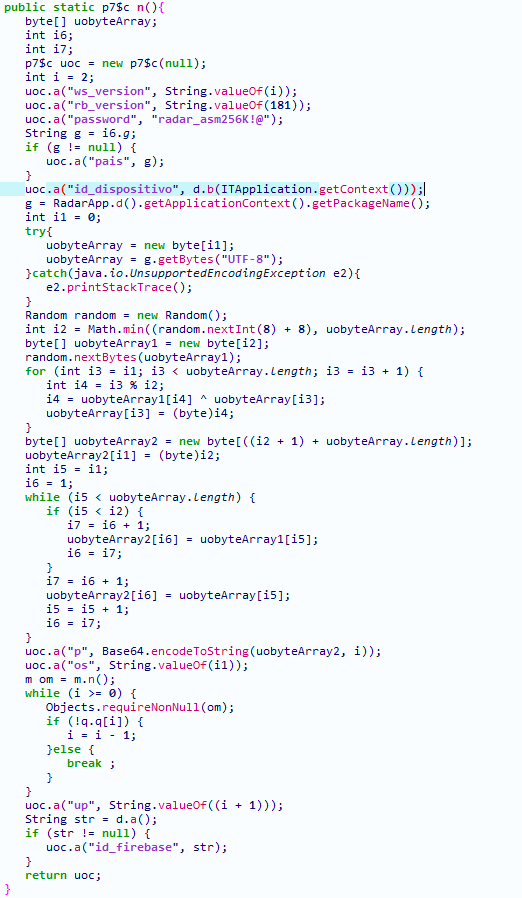 public static p7$c n(){
   byte[] uobyteArray;
   int i6;
   int i7;
   p7$c uoc = new p7$c(null);
   int i = 2;
   uoc.a("ws_version", String.valueOf(i));
   uoc.a("rb_version", String.valueOf(181));
   uoc.a("password", "radar_asm256K!@");
   String g = i6.g;
   if (g != null) {
      uoc.a("pais", g);
   }
   uoc.a("id_dispositivo", d.b(ITApplication.getContext()));
   g = RadarApp.d().getApplicationContext().getPackageName();
   int i1 = 0;
   try{
      uobyteArray = new byte[i1];
      uobyteArray = g.getBytes("UTF-8");
   }catch(java.io.UnsupportedEncodingException e2){
      e2.printStackTrace();
   }
   Random random = new Random();
   int i2 = Math.min((random.nextInt(8) + 8), uobyteArray.length);
   byte[] uobyteArray1 = new byte[i2];
   random.nextBytes(uobyteArray1);
   for (int i3 = i1; i3 < uobyteArray.length; i3 = i3 + 1) {
      int i4 = i3 % i2;
      i4 = uobyteArray1[i4] ^ uobyteArray[i3];
      uobyteArray[i3] = (byte)i4;
   }
   byte[] uobyteArray2 = new byte[((i2 + 1) + uobyteArray.length)];
   uobyteArray2[i1] = (byte)i2;
   int i5 = i1;
   i6 = 1;
   while (i5 < uobyteArray.length) {
      if (i5 < i2) {
         i7 = i6 + 1;
         uobyteArray2[i6] = uobyteArray1[i5];
         i6 = i7;
      }
      i7 = i6 + 1;
      uobyteArray2[i6] = uobyteArray[i5];
      i5 = i5 + 1;
      i6 = i7;
   }
   uoc.a("p", Base64.encodeToString(uobyteArray2, i));
   uoc.a("os", String.valueOf(i1));
   m om = m.n();
   while (i >= 0) {
      Objects.requireNonNull(om);
      if (!q.q[i]) {
         i = i - 1;
      }else {
         break ;
      }
   }
   uoc.a("up", String.valueOf((i + 1)));
   String str = d.a();
   if (str != null) {
      uoc.a("id_firebase", str);
   }
   return uoc;
}